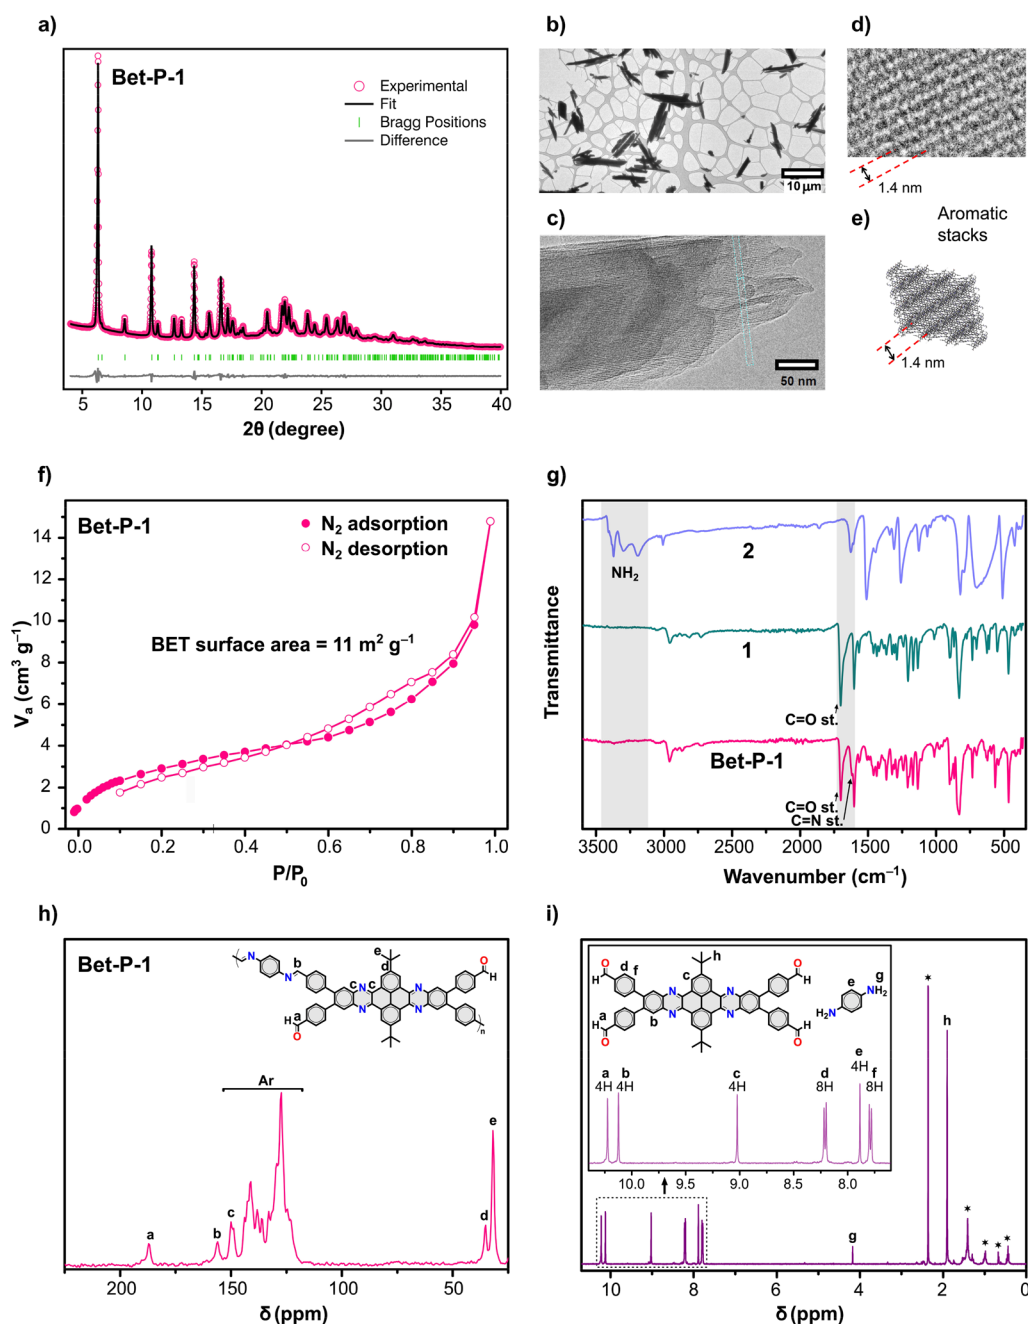 a)
Bet-P-1
Experimental
Fit
Bragg Positions
Difference
5 10 15 20 25 30 35 40
2θ (degree)
b)
10 µm
c)
50 nm
d)
1.4 nm
e)
Aromatic
stacks
1.4 nm
f)
Bet-P-1
N₂ adsorption
N₂ desorption
BET surface area = 11 m² g⁻¹
Vₐ (cm³ g⁻¹)
14
12
10
8
6
4
2
0
0.0 0.2 0.4 0.6 0.8 1.0
P/P₀
g)
NH₂
2
1
C=O st.
Bet-P-1
C=O st.
C=N st.
Transmittance
3500 3000 2500 2000 1500 1000 500
Wavenumber (cm⁻¹)
h)
Bet-P-1
e
d
b
N
N
c
c
N
N
N
N
H
O
a
H
O
n
Ar
a
b
c
d
e
200 150 100 50
δ (ppm)
i)
h
d
f
c
H
O
H
O
a
H
O
H
O
N
N
N
N
b
e
g
NH₂
H₂N
a b c d e f
4H 4H 4H 8H 4H 8H
10.0 9.5 9.0 8.5 8.0
g
h
* * * * *
10 8 6 4 2 0
δ (ppm)